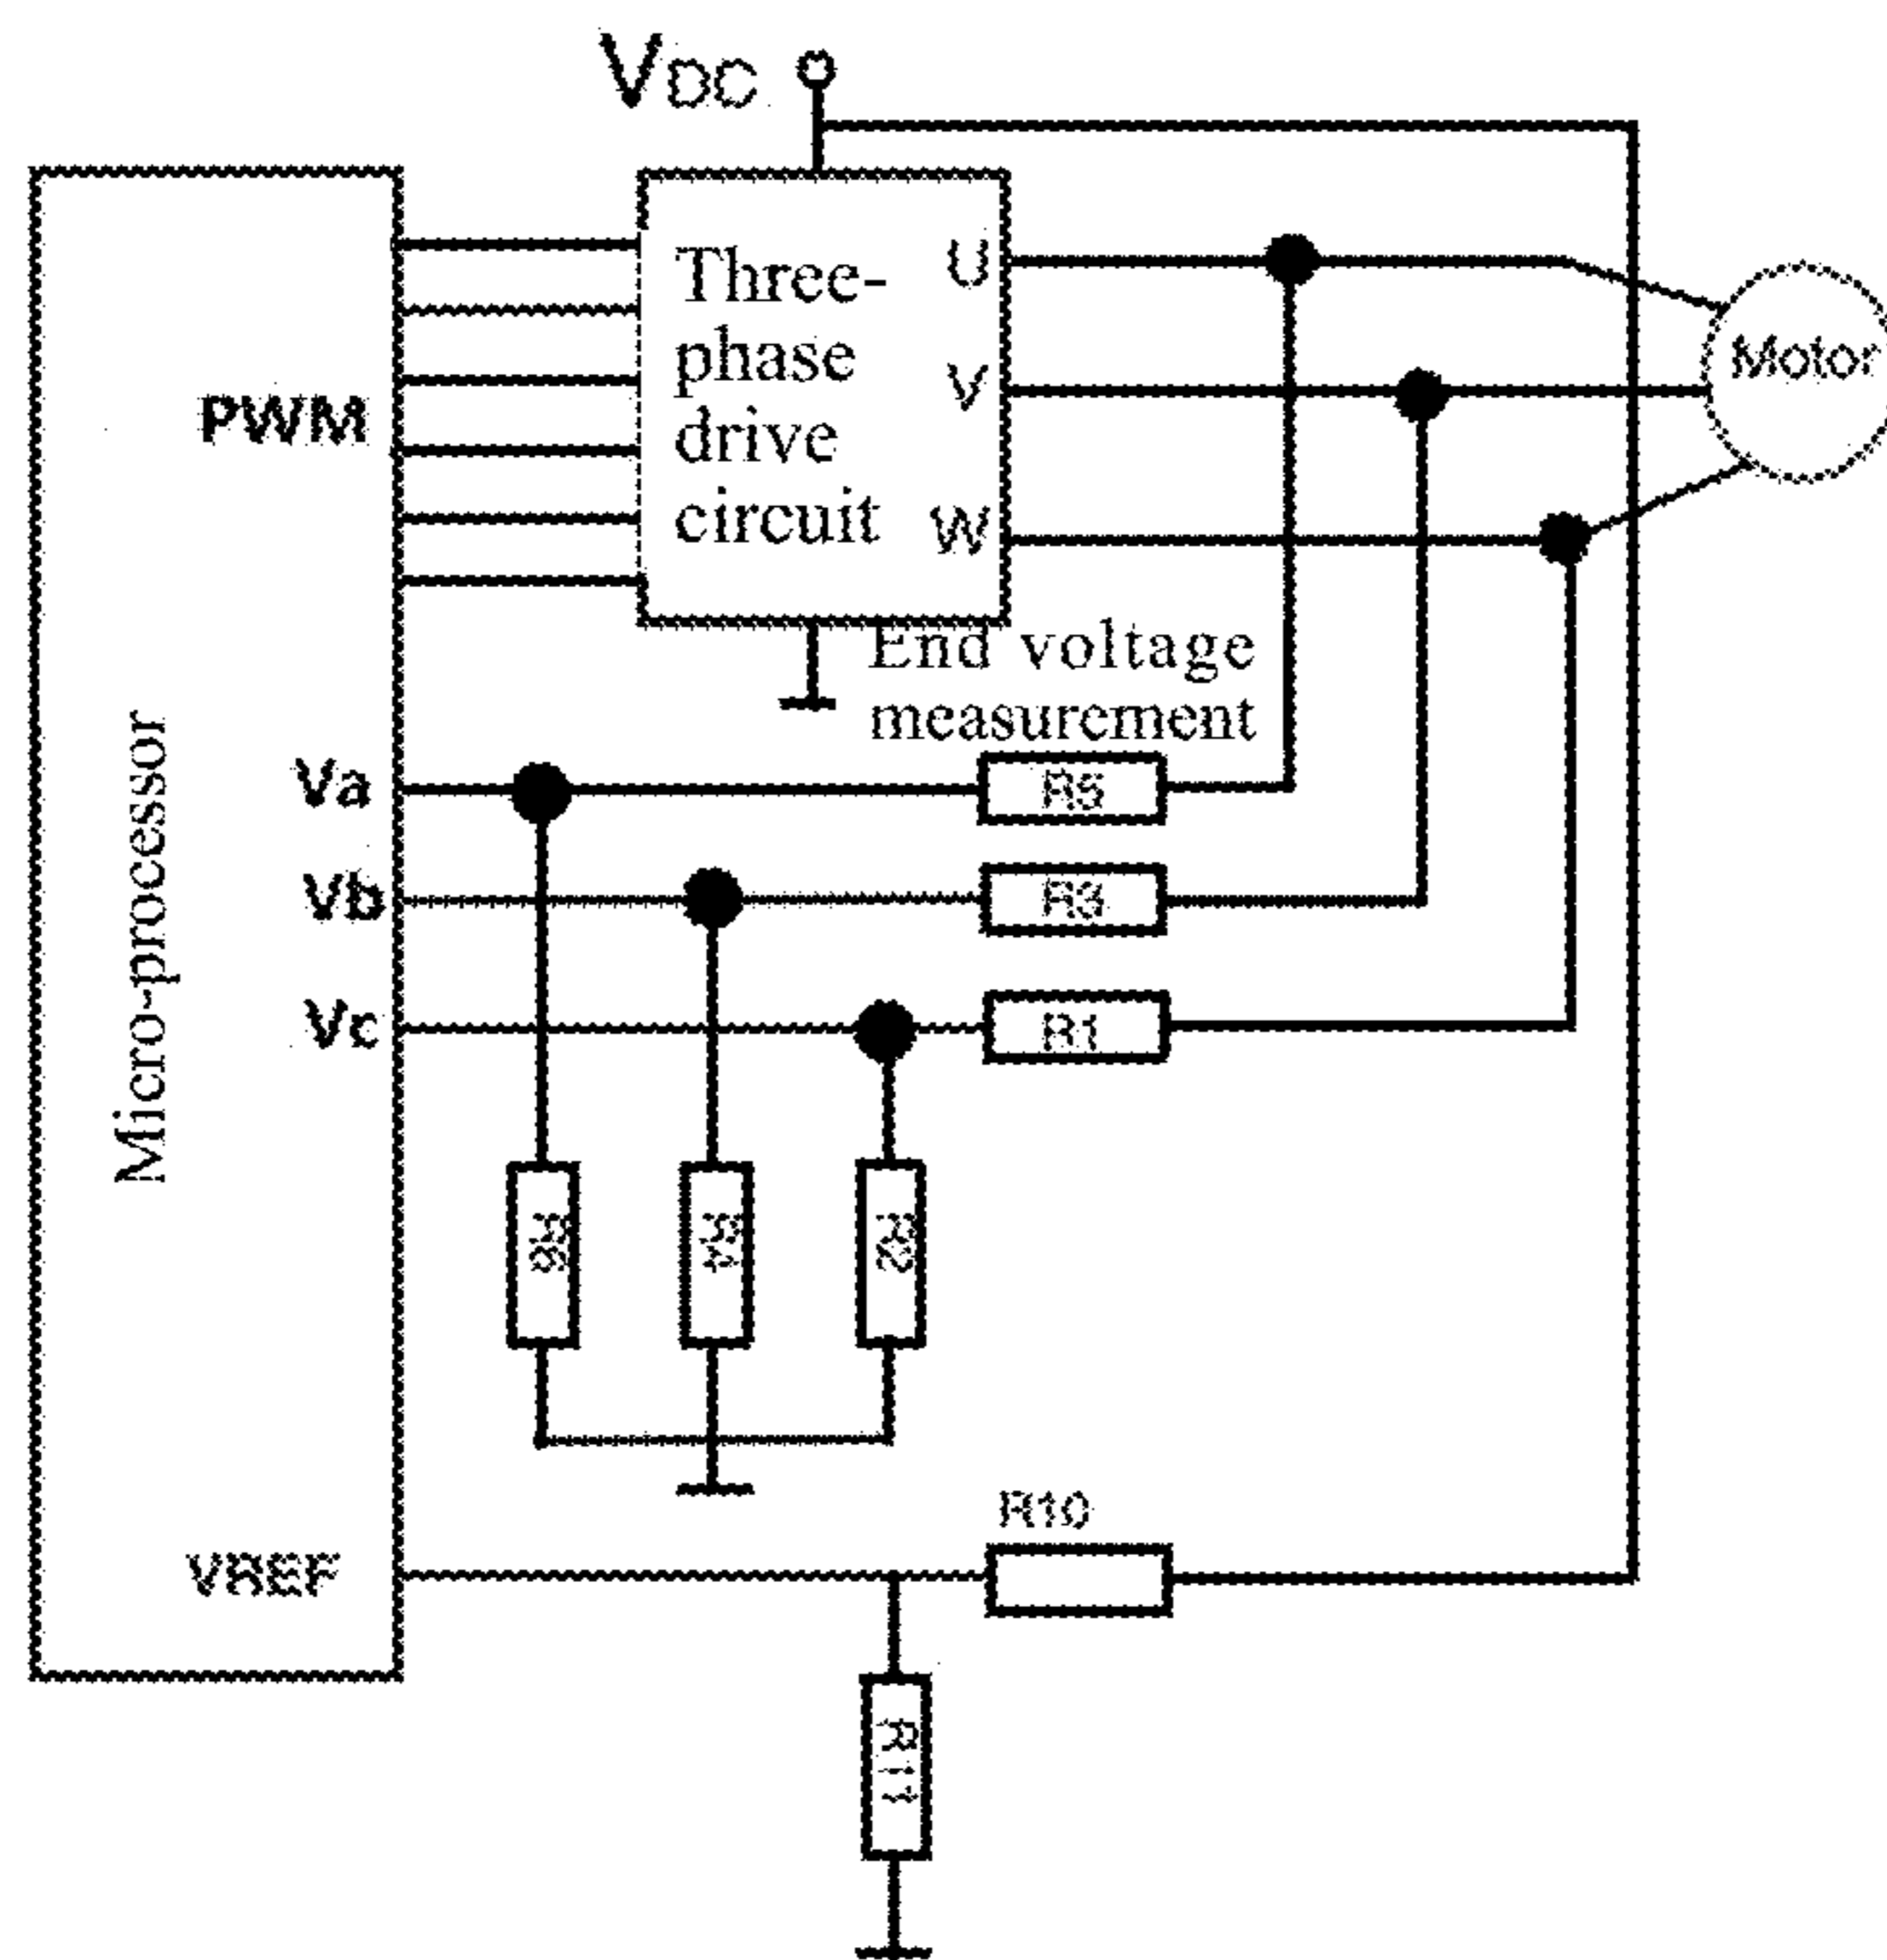 VDC
Three-
phase
drive
circuit
U
V
W
Motor
PWM
End voltage
measurement
Micro-processor
Va
R5
Vb
R3
Vc
R1
R6
R4
R2
R10
VREF
R11